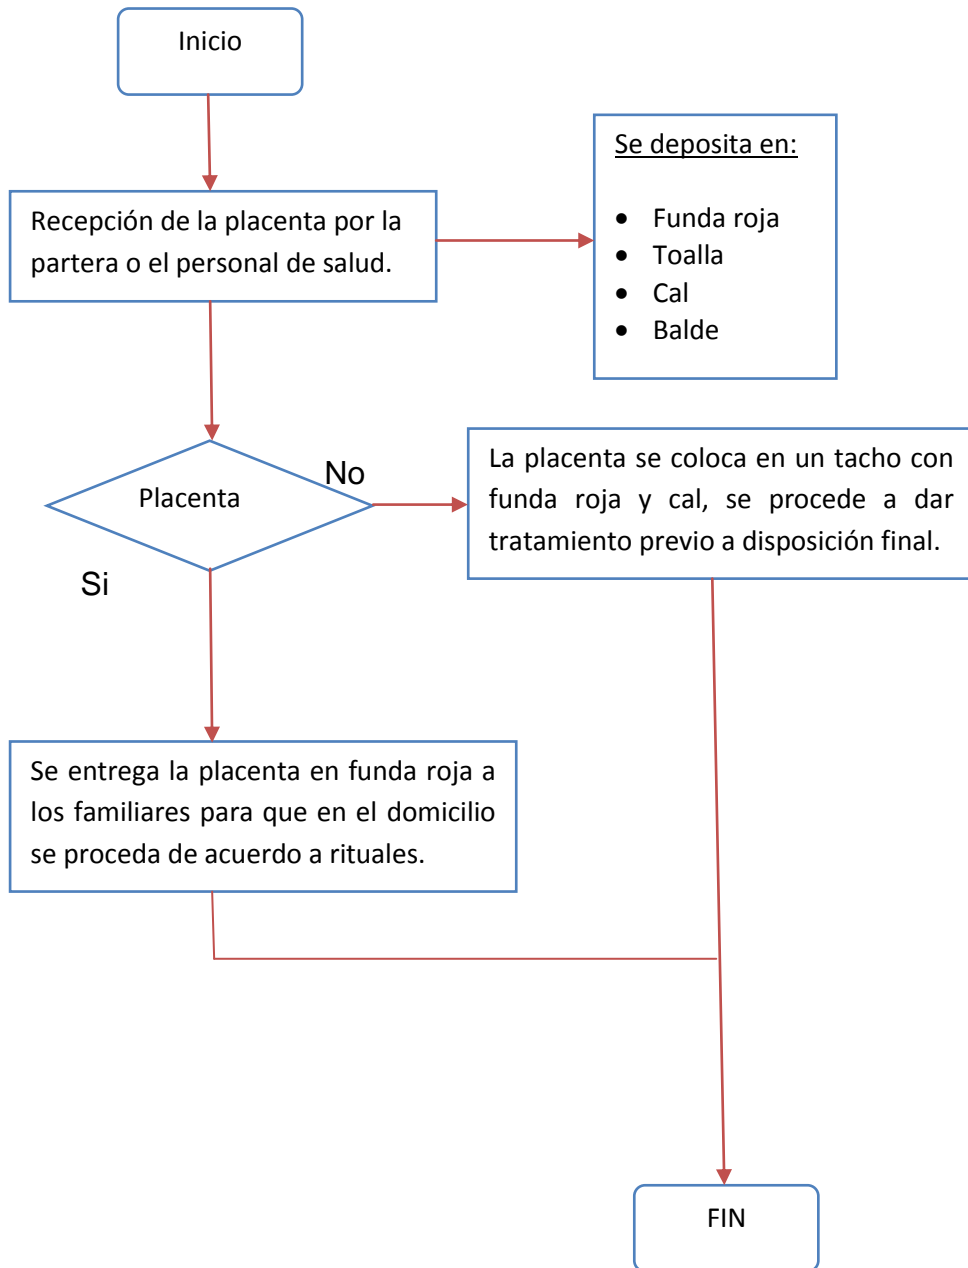 Inicio
Recepción de la placenta por la
partera o el personal de salud.
Se deposita en:
• Funda roja
• Toalla
• Cal
• Balde
Placenta
No
La placenta se coloca en un tacho con
funda roja y cal, se procede a dar
tratamiento previo a disposición final.
Si
Se entrega la placenta en funda roja a
los familiares para que en el domicilio
se proceda de acuerdo a rituales.
FIN